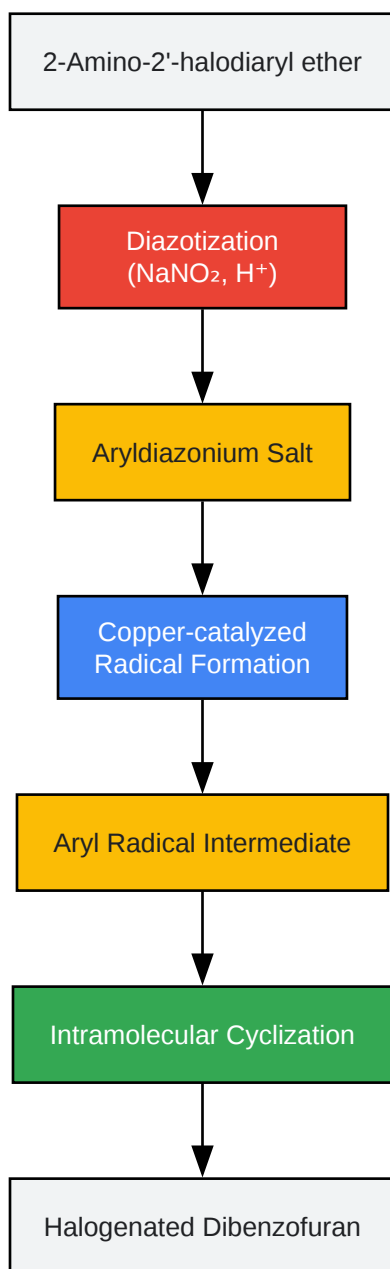 2-Amino-2'-halodiaryl ether
Diazotization
(NaNO₂, H⁺)
Aryldiazonium Salt
Copper-catalyzed
Radical Formation
Aryl Radical Intermediate
Intramolecular Cyclization
Halogenated Dibenzofuran